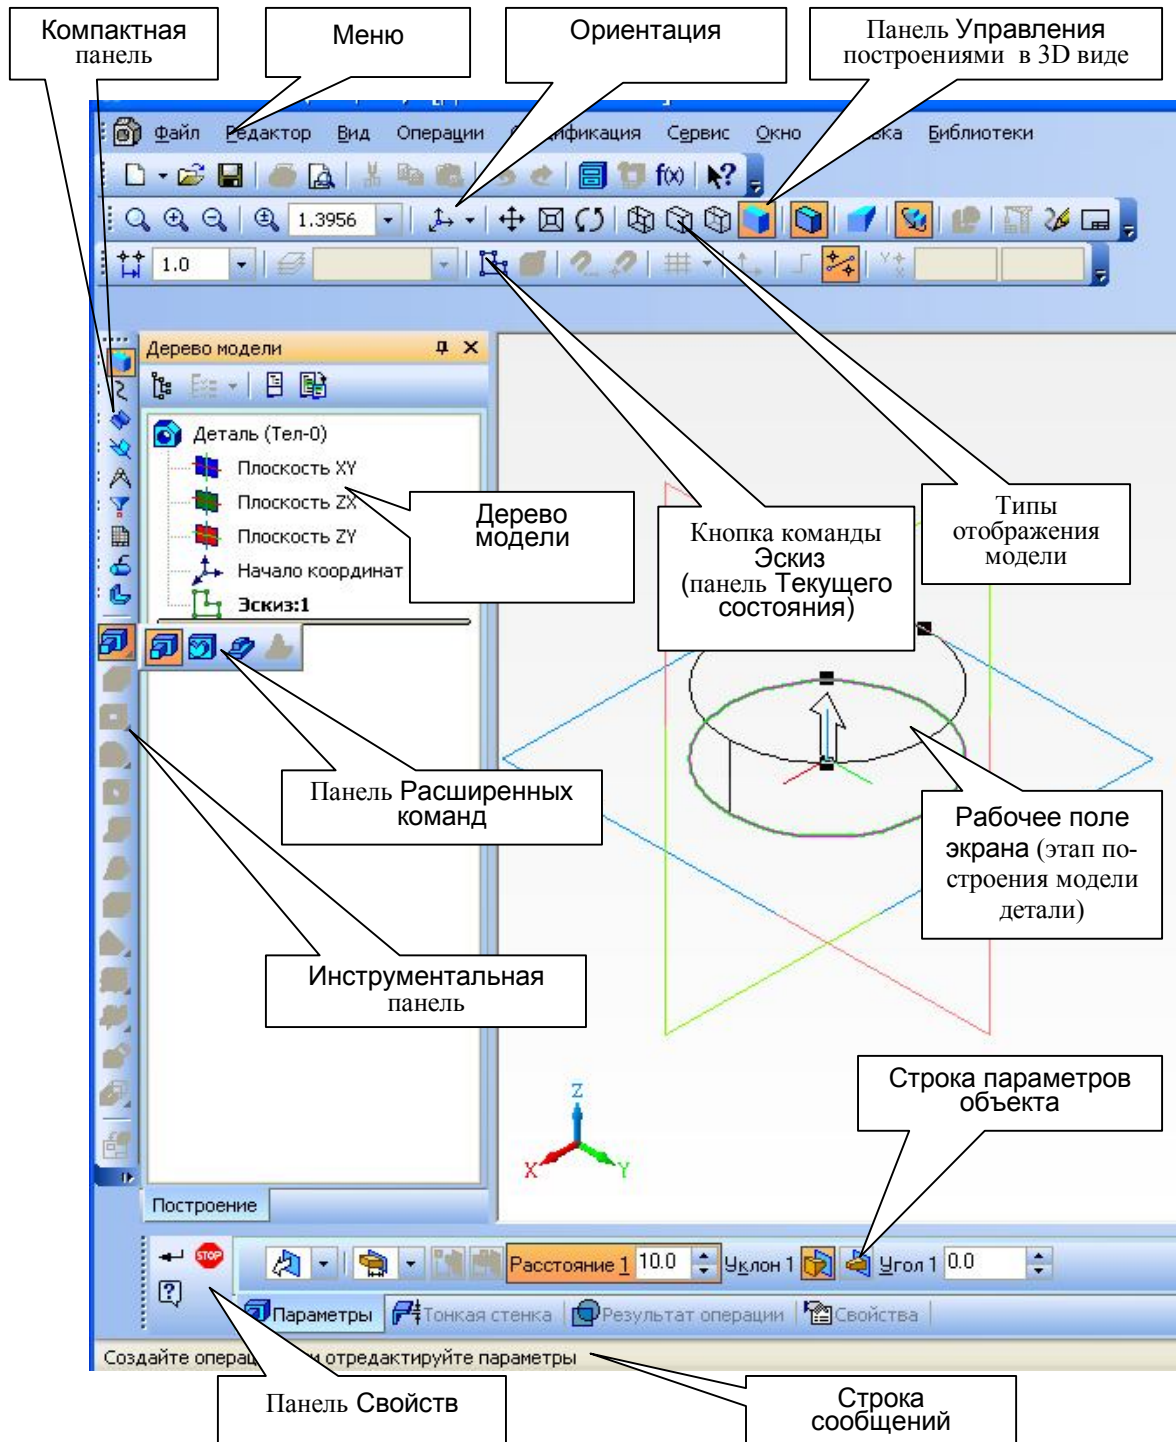 Компактная
панель
Меню
Ориентация
Панель Управления
построениями в 3D виде
Файл Редактор Вид Операции Сервис Окно Библиотеки
f(x)
1.3956
1.0
Дерево модели
Деталь (Тел-0)
Плоскость XY
Плоскость ZX
Плоскость ZY
Начало координат
Эскиз:1
Дерево
модели
Кнопка команды
Эскиз
(панель Текущего
состояния)
Типы
отображения
модели
Панель Расширенных
команд
Рабочее поле
экрана (этап по-
строения модели
детали)
Инструментальная
панель
Строка параметров
объекта
Z
X
Y
Построение
STOP
Расстояние 1 10.0 Уклон 1 Угол 1 0.0
Параметры Тонкая стенка Результат операции Свойства
Создайте отредактируйте параметры
Панель Свойств
Строка
сообщений